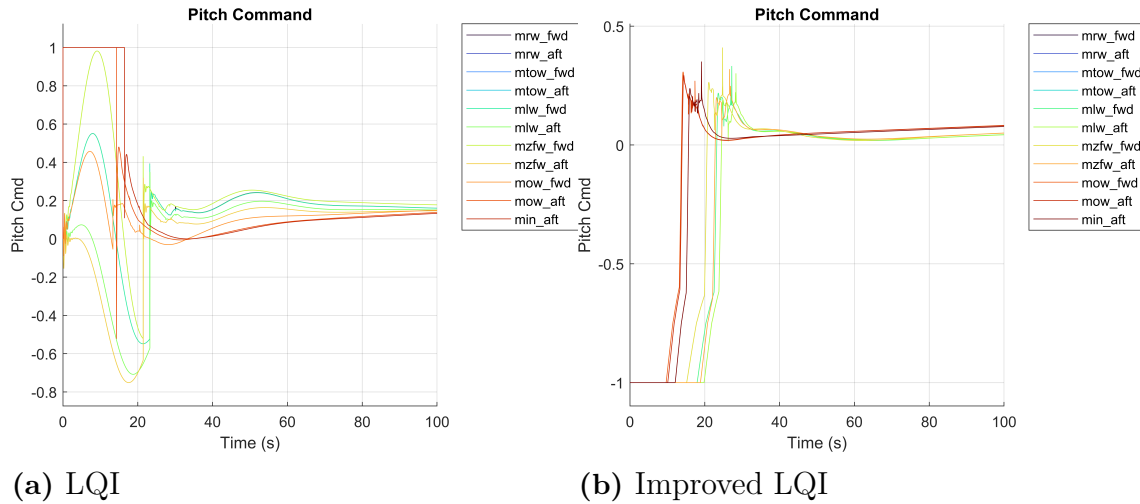 Pitch Command
Pitch Cmd
1
0.8
0.6
0.4
0.2
0
-0.2
-0.4
-0.6
-0.8
0 20 40 60 80 100
Time (s)
mrw_fwd
mrw_aft
mtow_fwd
mtow_aft
mlw_fwd
mlw_aft
mzfw_fwd
mzfw_aft
mow_fwd
mow_aft
min_aft
(a) LQI
Pitch Command
Pitch Cmd
0.5
0
-0.5
-1
0 20 40 60 80 100
Time (s)
mrw_fwd
mrw_aft
mtow_fwd
mtow_aft
mlw_fwd
mlw_aft
mzfw_fwd
mzfw_aft
mow_fwd
mow_aft
min_aft
(b) Improved LQI